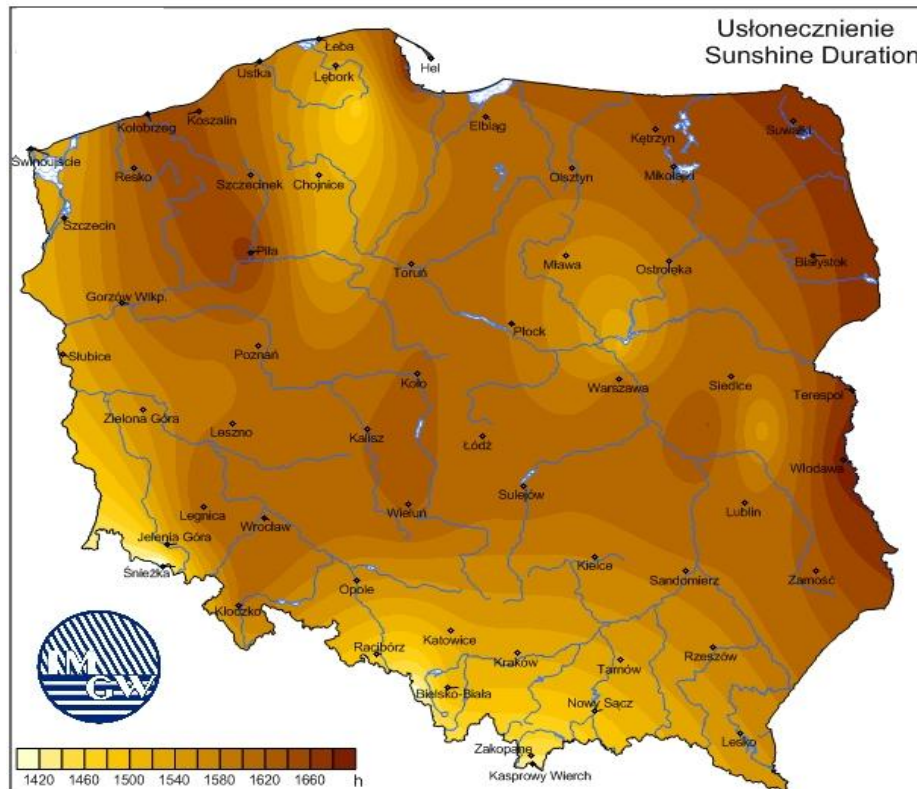 Usłonecznienie
Sunshine Duration
Łeba
Ustka
Lębork
Hel
Koszalin
Kołobrzeg
Elbląg
Kętrzyn
Suwałki
Świnoujście
Resko
Szczecinek
Chojnice
Olsztyn
Mikołajki
Szczecin
Piła
Toruń
Mława
Ostrołęka
Białystok
Gorzów Wlkp.
Płock
Słubice
Poznań
Koło
Warszawa
Siedlce
Terespol
Zielona Góra
Leszno
Kalisz
Łódź
Włodawa
Sulejów
Legnica
Wrocław
Wieluń
Lublin
Jelenia Góra
Śnieżka
Opole
Kielce
Sandomierz
Zamość
Kłodzko
Racibórz
Katowice
Kraków
Tarnów
Rzeszów
Bielsko-Biała
Nowy Sącz
Lesko
Zakopane
Kasprowy Wierch
IM
GW
1420 1460 1500 1540 1580 1620 1660 h